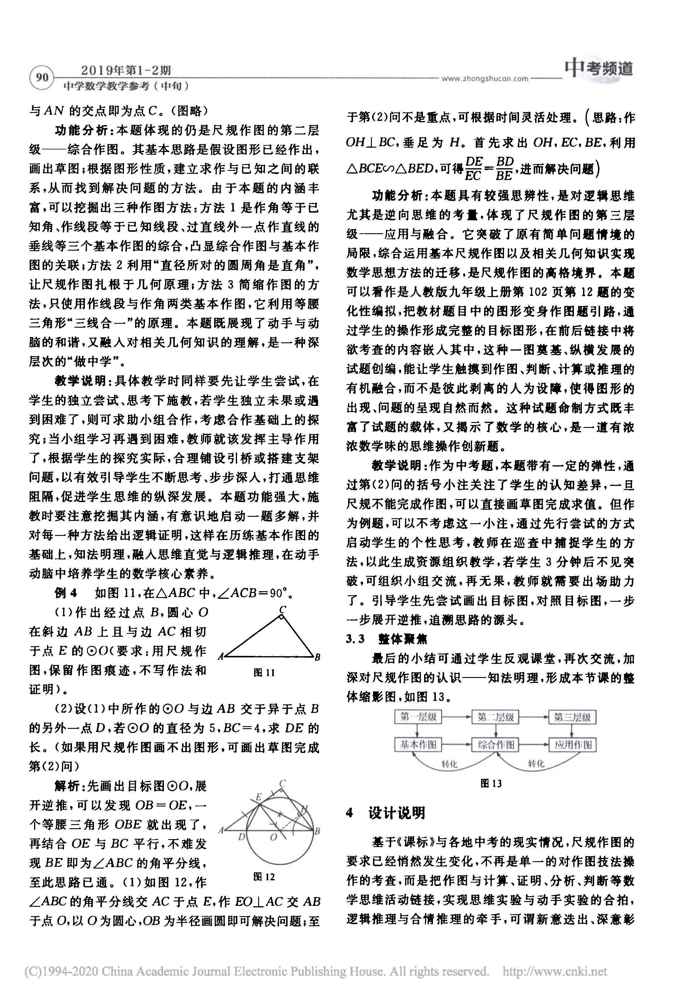 90
2019年第1-2期
中学数学教学参考（中旬）
www.zhongshucan.com
中考频道
与 AN 的交点即为点 C。（图略）
功能分析：本题体现的仍是尺规作图的第二层
级——综合作图。其基本思路是假设图形已经作出，
画出草图；根据图形性质，建立求作与已知之间的联
系，从而找到解决问题的方法。由于本题的内涵丰
富，可以挖掘出三种作图方法：方法 1 是作角等于已
知角、作线段等于已知线段、过直线外一点作直线的
垂线等三个基本作图的综合，凸显综合作图与基本作
图的关联；方法 2 利用“直径所对的圆周角是直角”，
让尺规作图扎根于几何原理；方法 3 简缩作图的方
法，只使用作线段与作角两类基本作图，它利用等腰
三角形“三线合一”的原理。本题既展现了动手与动
脑的和谐，又融入对相关几何知识的理解，是一种深
层次的“做中学”。
教学说明：具体教学时同样要先让学生尝试，在
学生的独立尝试、思考下施教，若学生独立未果或遇
到困难了，则可求助小组合作，考虑合作基础上的探
究；当小组学习再遇到困难，教师就该发挥主导作用
了，根据学生的探究实际，合理铺设引桥或搭建支架
问题，以有效引导学生不断思考、步步深入，打通思维
阻隔，促进学生思维的纵深发展。本题功能强大，施
教时要注意挖掘其内涵，有意识地启动一题多解，并
对每一种方法给出逻辑证明，这样在历练基本作图的
基础上，知法明理，融入思维直觉与逻辑推理，在动手
动脑中培养学生的数学核心素养。
例 4 如图 11，在△ABC 中，∠ACB=90°。
（1）作出经过点 B，圆心 O
在斜边 AB 上且与边 AC 相切
于点 E 的⊙O（要求：用尺规作
图，保留作图痕迹，不写作法和
证明）。
C
A
B
图 11
（2）设（1）中所作的⊙O 与边 AB 交于异于点 B
的另外一点 D，若⊙O 的直径为 5，BC=4，求 DE 的
长。（如果用尺规作图画不出图形，可画出草图完成
第（2）问）
解析：先画出目标图⊙O，展
开逆推，可以发现 OB=OE，一
个等腰三角形 OBE 就出现了，
再结合 OE 与 BC 平行，不难发
现 BE 即为∠ABC 的角平分线，
至此思路已通。（1）如图 12，作
∠ABC 的角平分线交 AC 于点 E，作 EO⊥AC 交 AB
于点 O，以 O 为圆心，OB 为半径画圆即可解决问题；至
C
E
H
A
D
O
B
图 12
于第（2）问不是重点，可根据时间灵活处理。（思路：作
OH⊥BC，垂足为 H。首先求出 OH，EC，BE，利用
△BCE∽△BED，可得DE/EC=BD/BE，进而解决问题）
功能分析：本题具有较强思辨性，是对逻辑思维
尤其是逆向思维的考量，体现了尺规作图的第三层
级——应用与融合。它突破了原有简单问题情境的
局限，综合运用基本尺规作图以及相关几何知识实现
数学思想方法的迁移，是尺规作图的高格境界。本题
可以看作是人教版九年级上册第 102 页第 12 题的变
化性编拟，把教材题目中的图形变身作图题引路，通
过学生的操作形成完整的目标图形，在前后链接中将
欲考查的内容嵌入其中，这种一图奠基、纵横发展的
试题创编，能让学生触摸到作图、判断、计算或推理的
有机融合，而不是彼此剥离的人为设障，使得图形的
出现、问题的呈现自然而然。这种试题命制方式既丰
富了试题的载体，又揭示了数学的核心，是一道有浓
浓数学味的思维操作创新题。
教学说明：作为中考题，本题带有一定的弹性，通
过第（2）问的括号小注关注了学生的认知差异，一旦
尺规不能完成作图，可以直接画草图完成求值。但作
为例题，可以不考虑这一小注，通过先行尝试的方式
启动学生的个性思考，教师在巡查中捕捉学生的方
法，以此生成资源组织教学，若学生 3 分钟后不见突
破，可组织小组交流，再无果，教师就需要出场助力
了。引导学生先尝试画出目标图，对照目标图，一步
一步展开逆推，追溯思路的源头。
3.3 整体聚焦
最后的小结可通过学生反观课堂，再次交流，加
深对尺规作图的认识——知法明理，形成本节课的整
体缩影图，如图 13。
第一层级 第二层级 第三层级
基本作图 综合作图 应用作图
转化 转化
图 13
4 设计说明
基于《课标》与各地中考的现实情况，尺规作图的
要求已经悄然发生变化，不再是单一的对作图技法操
作的考查，而是把作图与计算、证明、分析、判断等数
学思维活动链接，实现思维实验与动手实验的合拍，
逻辑推理与合情推理的牵手，可谓新意迭出、深意彰
(C)1994-2020 China Academic Journal Electronic Publishing House. All rights reserved. http://www.cnki.net